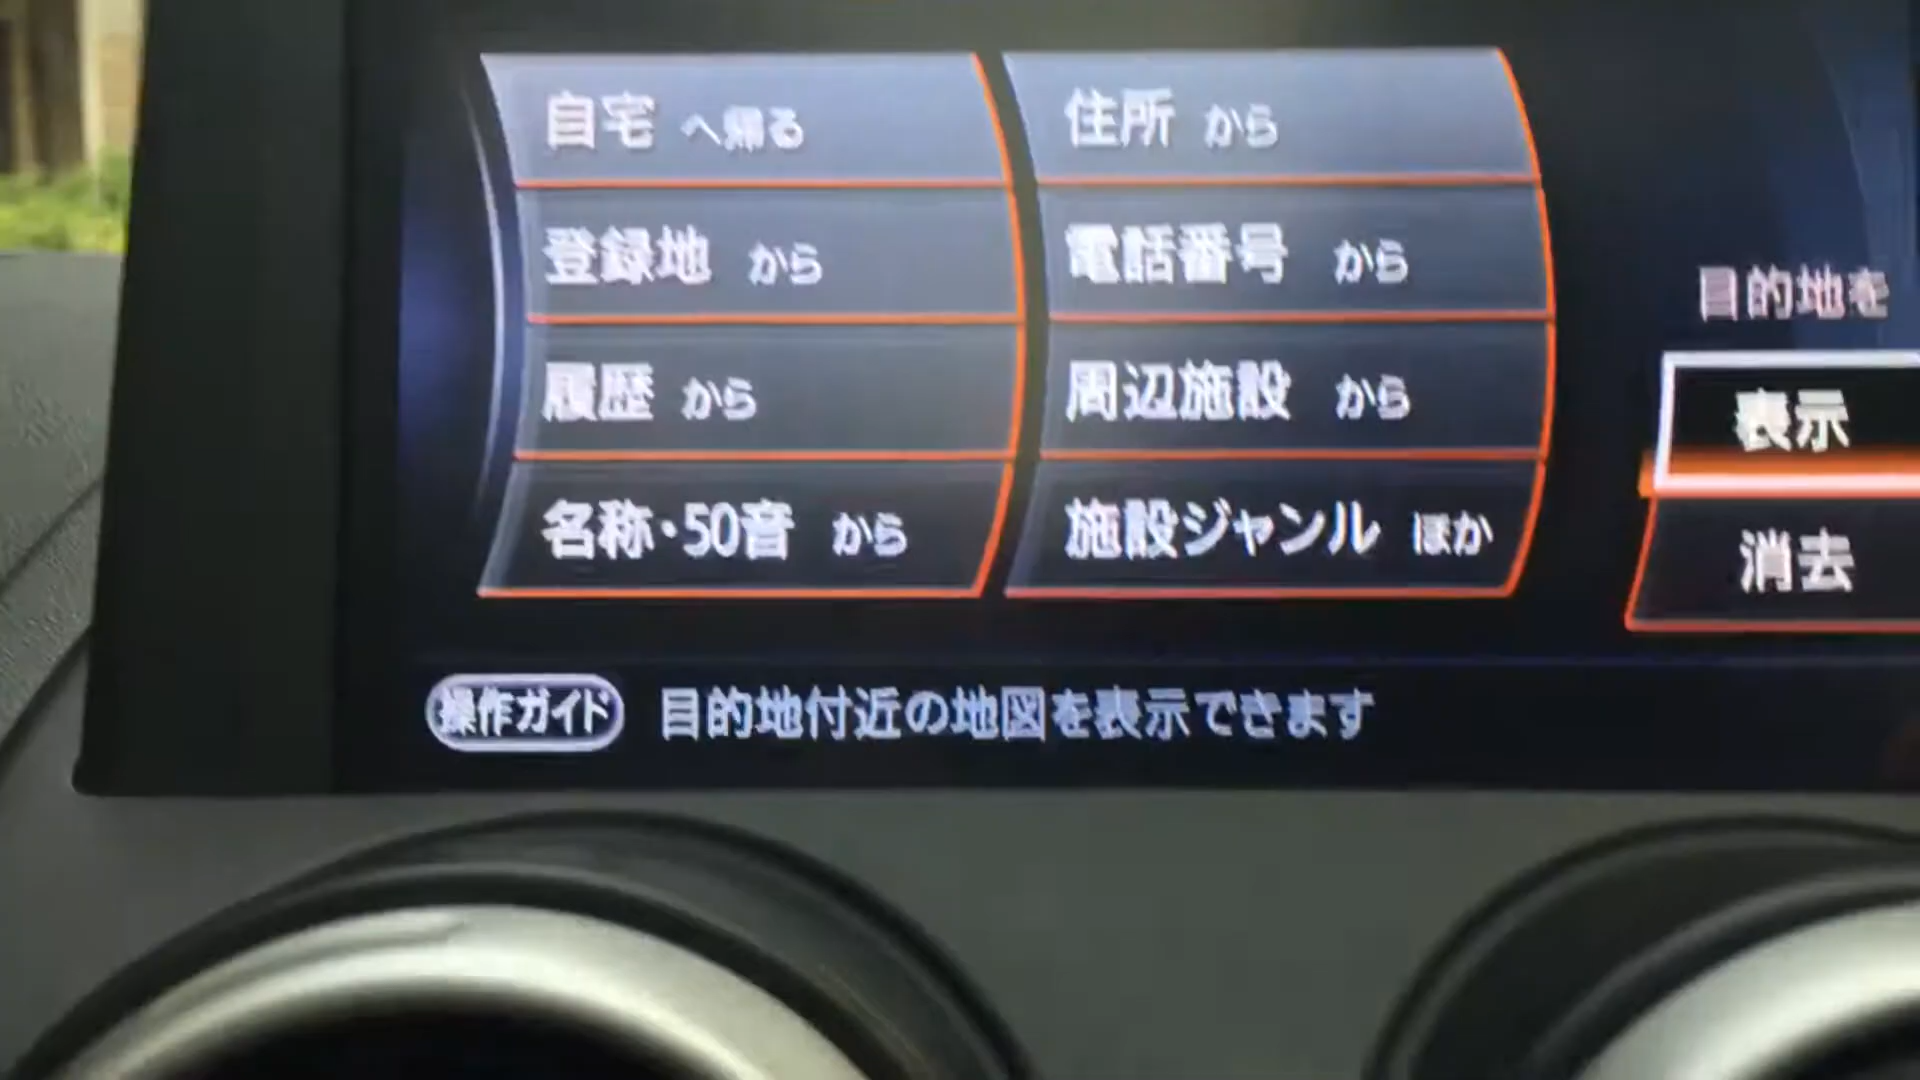 自宅 へ帰る
住所 から
登録地 から
電話番号 から
履歴 から
周辺施設 から
名称・50音 から
施設ジャンル ほか
目的地を
表示
消去
操作ガイド 目的地付近の地図を表示できます